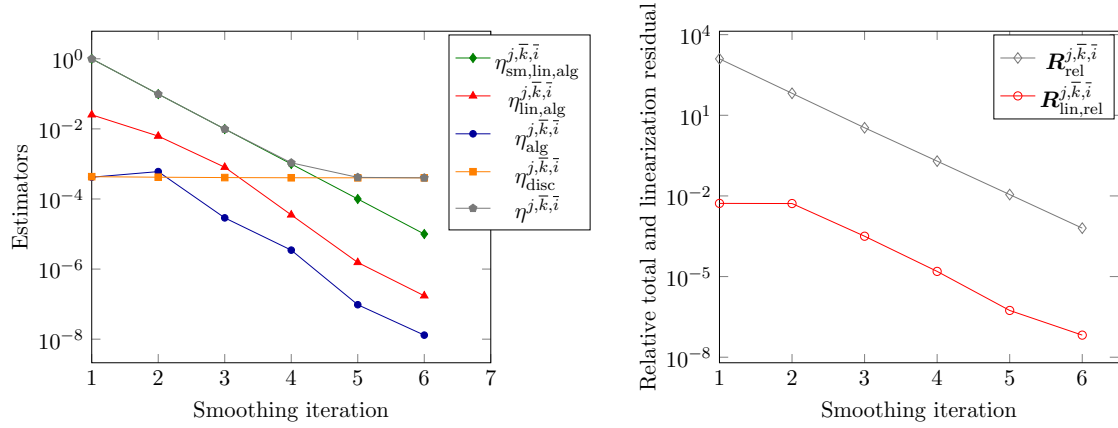 10^0
10^−2
10^−4
10^−6
10^−8
1 2 3 4 5 6 7
Smoothing iteration
Estimators
η_{sm,lin,alg}^{j,k̅,i̅}
η_{lin,alg}^{j,k̅,i̅}
η_{alg}^{j,k̅,i̅}
η_{disc}^{j,k̅,i̅}
η^{j,k̅,i̅}
10^4
10^1
10^−2
10^−5
10^−8
1 2 3 4 5 6
Smoothing iteration
Relative total and linearization residual
R_{rel}^{j,k̅,i̅}
R_{lin,rel}^{j,k̅,i̅}